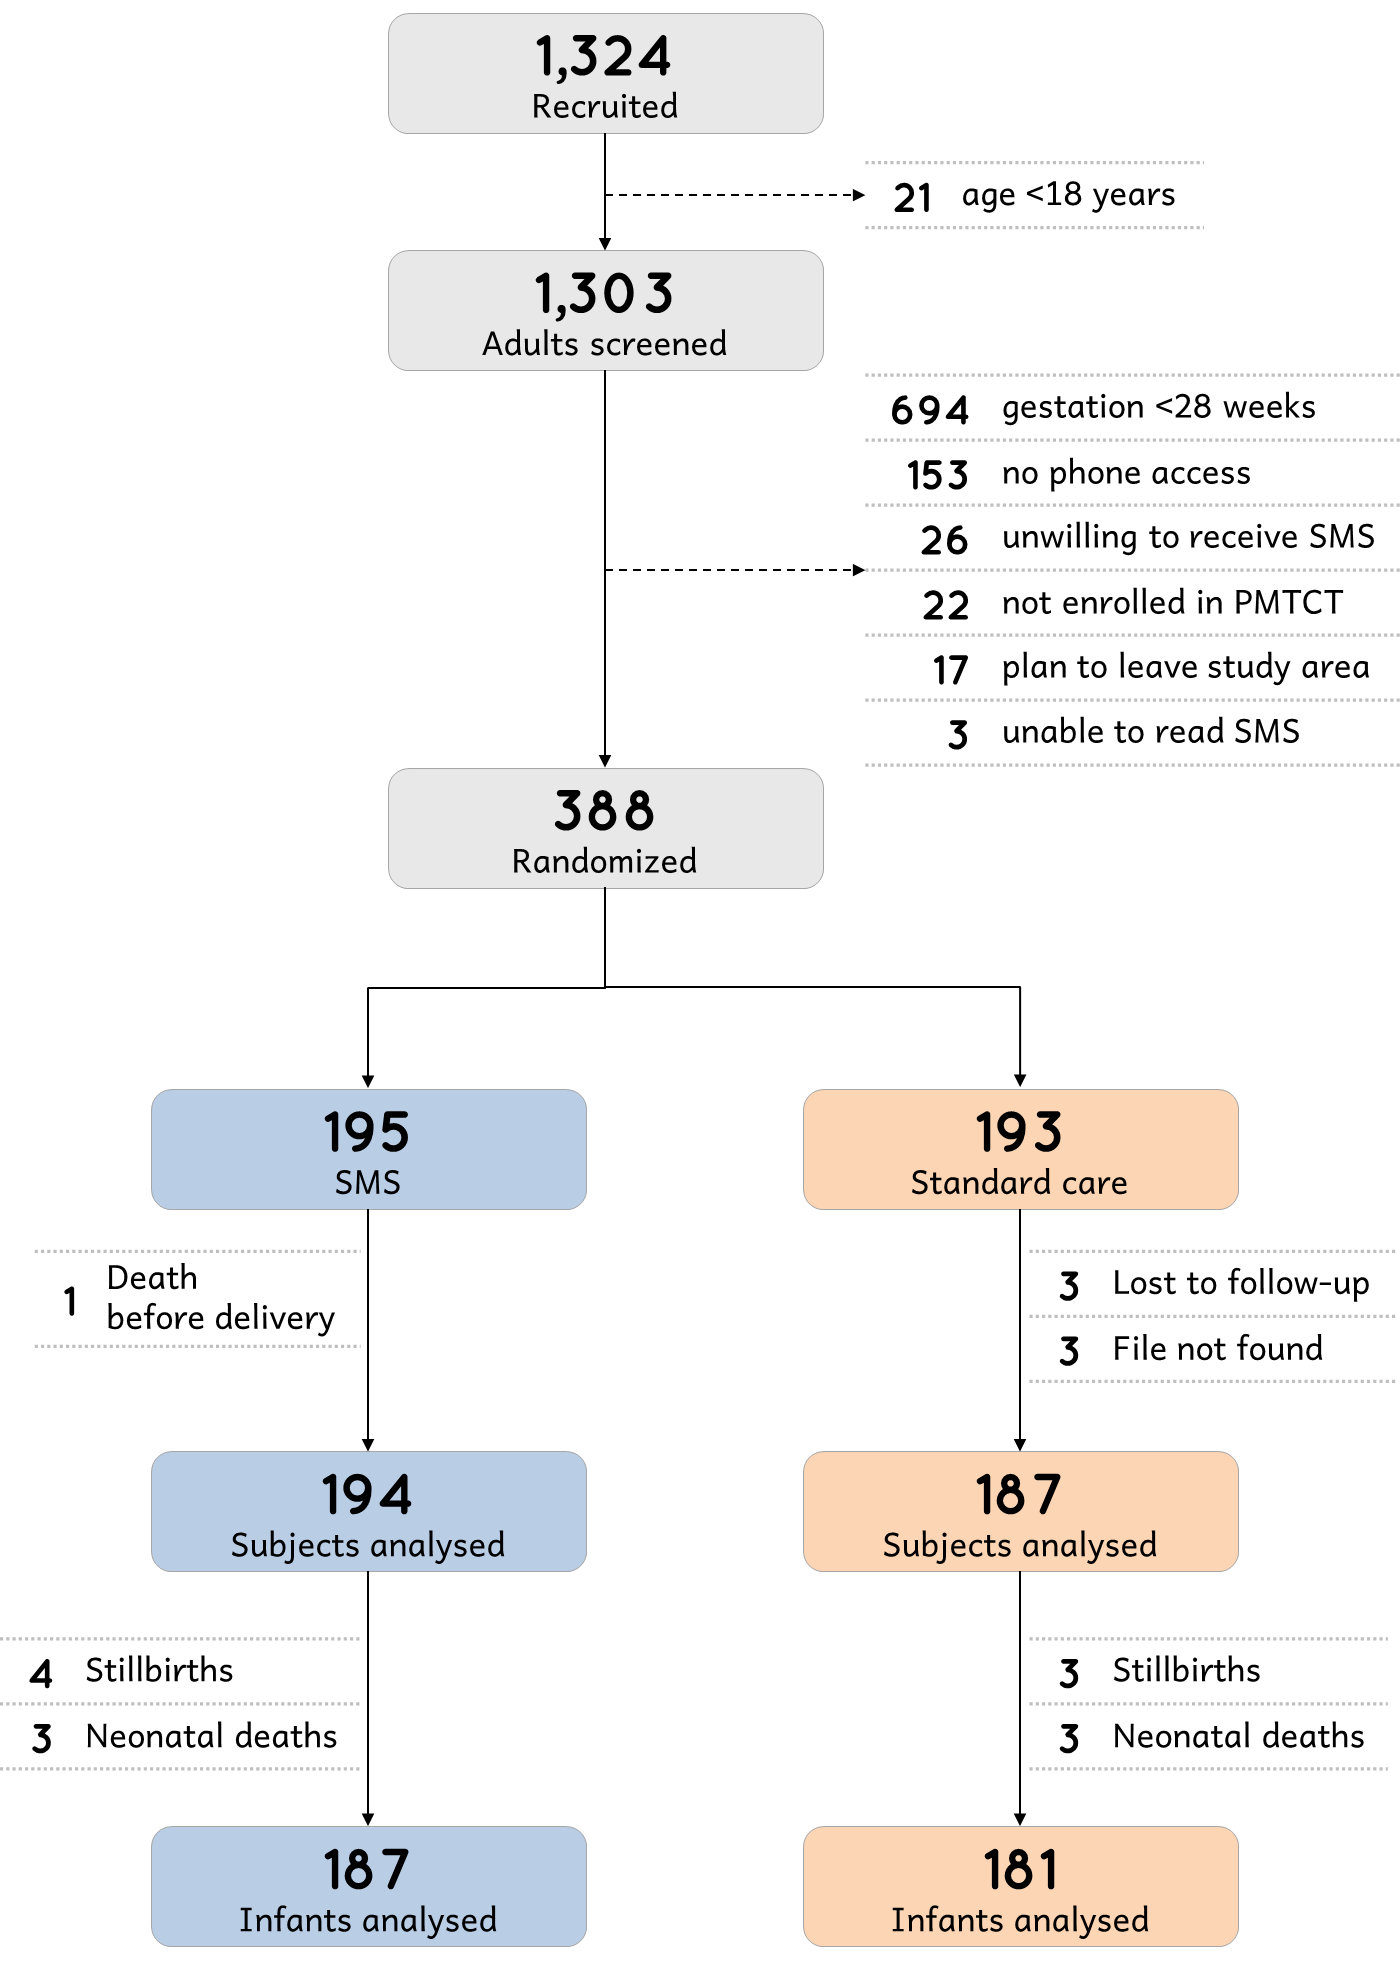 1,324
Recruited
21 age <18 years
1,303
Adults screened
694 gestation <28 weeks
153 no phone access
26 unwilling to receive SMS
22 not enrolled in PMTCT
17 plan to leave study area
3 unable to read SMS
388
Randomized
195
SMS
193
Standard care
1 Death
before delivery
3 Lost to follow-up
3 File not found
194
Subjects analysed
187
Subjects analysed
4 Stillbirths
3 Neonatal deaths
3 Stillbirths
3 Neonatal deaths
187
Infants analysed
181
Infants analysed